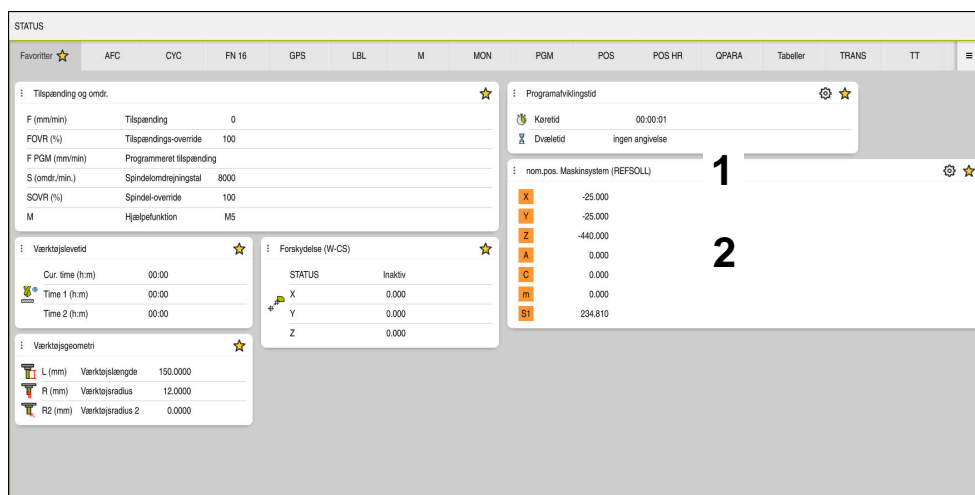 STATUS
Favoritter AFC CYC FN 16 GPS LBL M MON PGM POS POS HR QPARA Tabeller TRANS TT
Tilspænding og omdr.
F (mm/min) Tilspænding 0
FOVR (%) Tilspændings-override 100
F PGM (mm/min) Programmeret tilspænding
S (omdr./min.) Spindelomdrejningstal 8000
SOVR (%) Spindel-override 100
M Hjælpefunktion M5
Programafviklingstid
Køretid 00:00:01
Dvæletid ingen angivelse
1
nom.pos. Maskinsystem (REFSOLL)
X -25.000
Y -25.000
Z -440.000
A 0.000
C 0.000
m 0.000
S1 234.810
2
Værktøjslevetid
Cur. time (h:m) 00:00
Time 1 (h:m) 00:00
Time 2 (h:m) 00:00
Forskydelse (W-CS)
STATUS Inaktiv
X 0.000
Y 0.000
Z 0.000
Værktøjsgeometri
L (mm) Værktøjslængde 150.0000
R (mm) Værktøjsradius 12.0000
R2 (mm) Værktøjsradius 2 0.0000